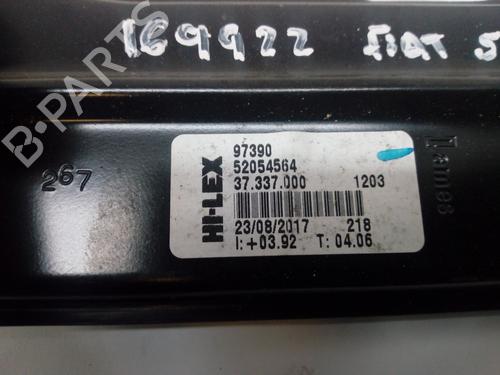 169922 FIAT 5
B-PARTS
267
HI-LEX
97390
52054564
37.337.000 1203
23/08/2017 218
I:+03.92 T:04.06